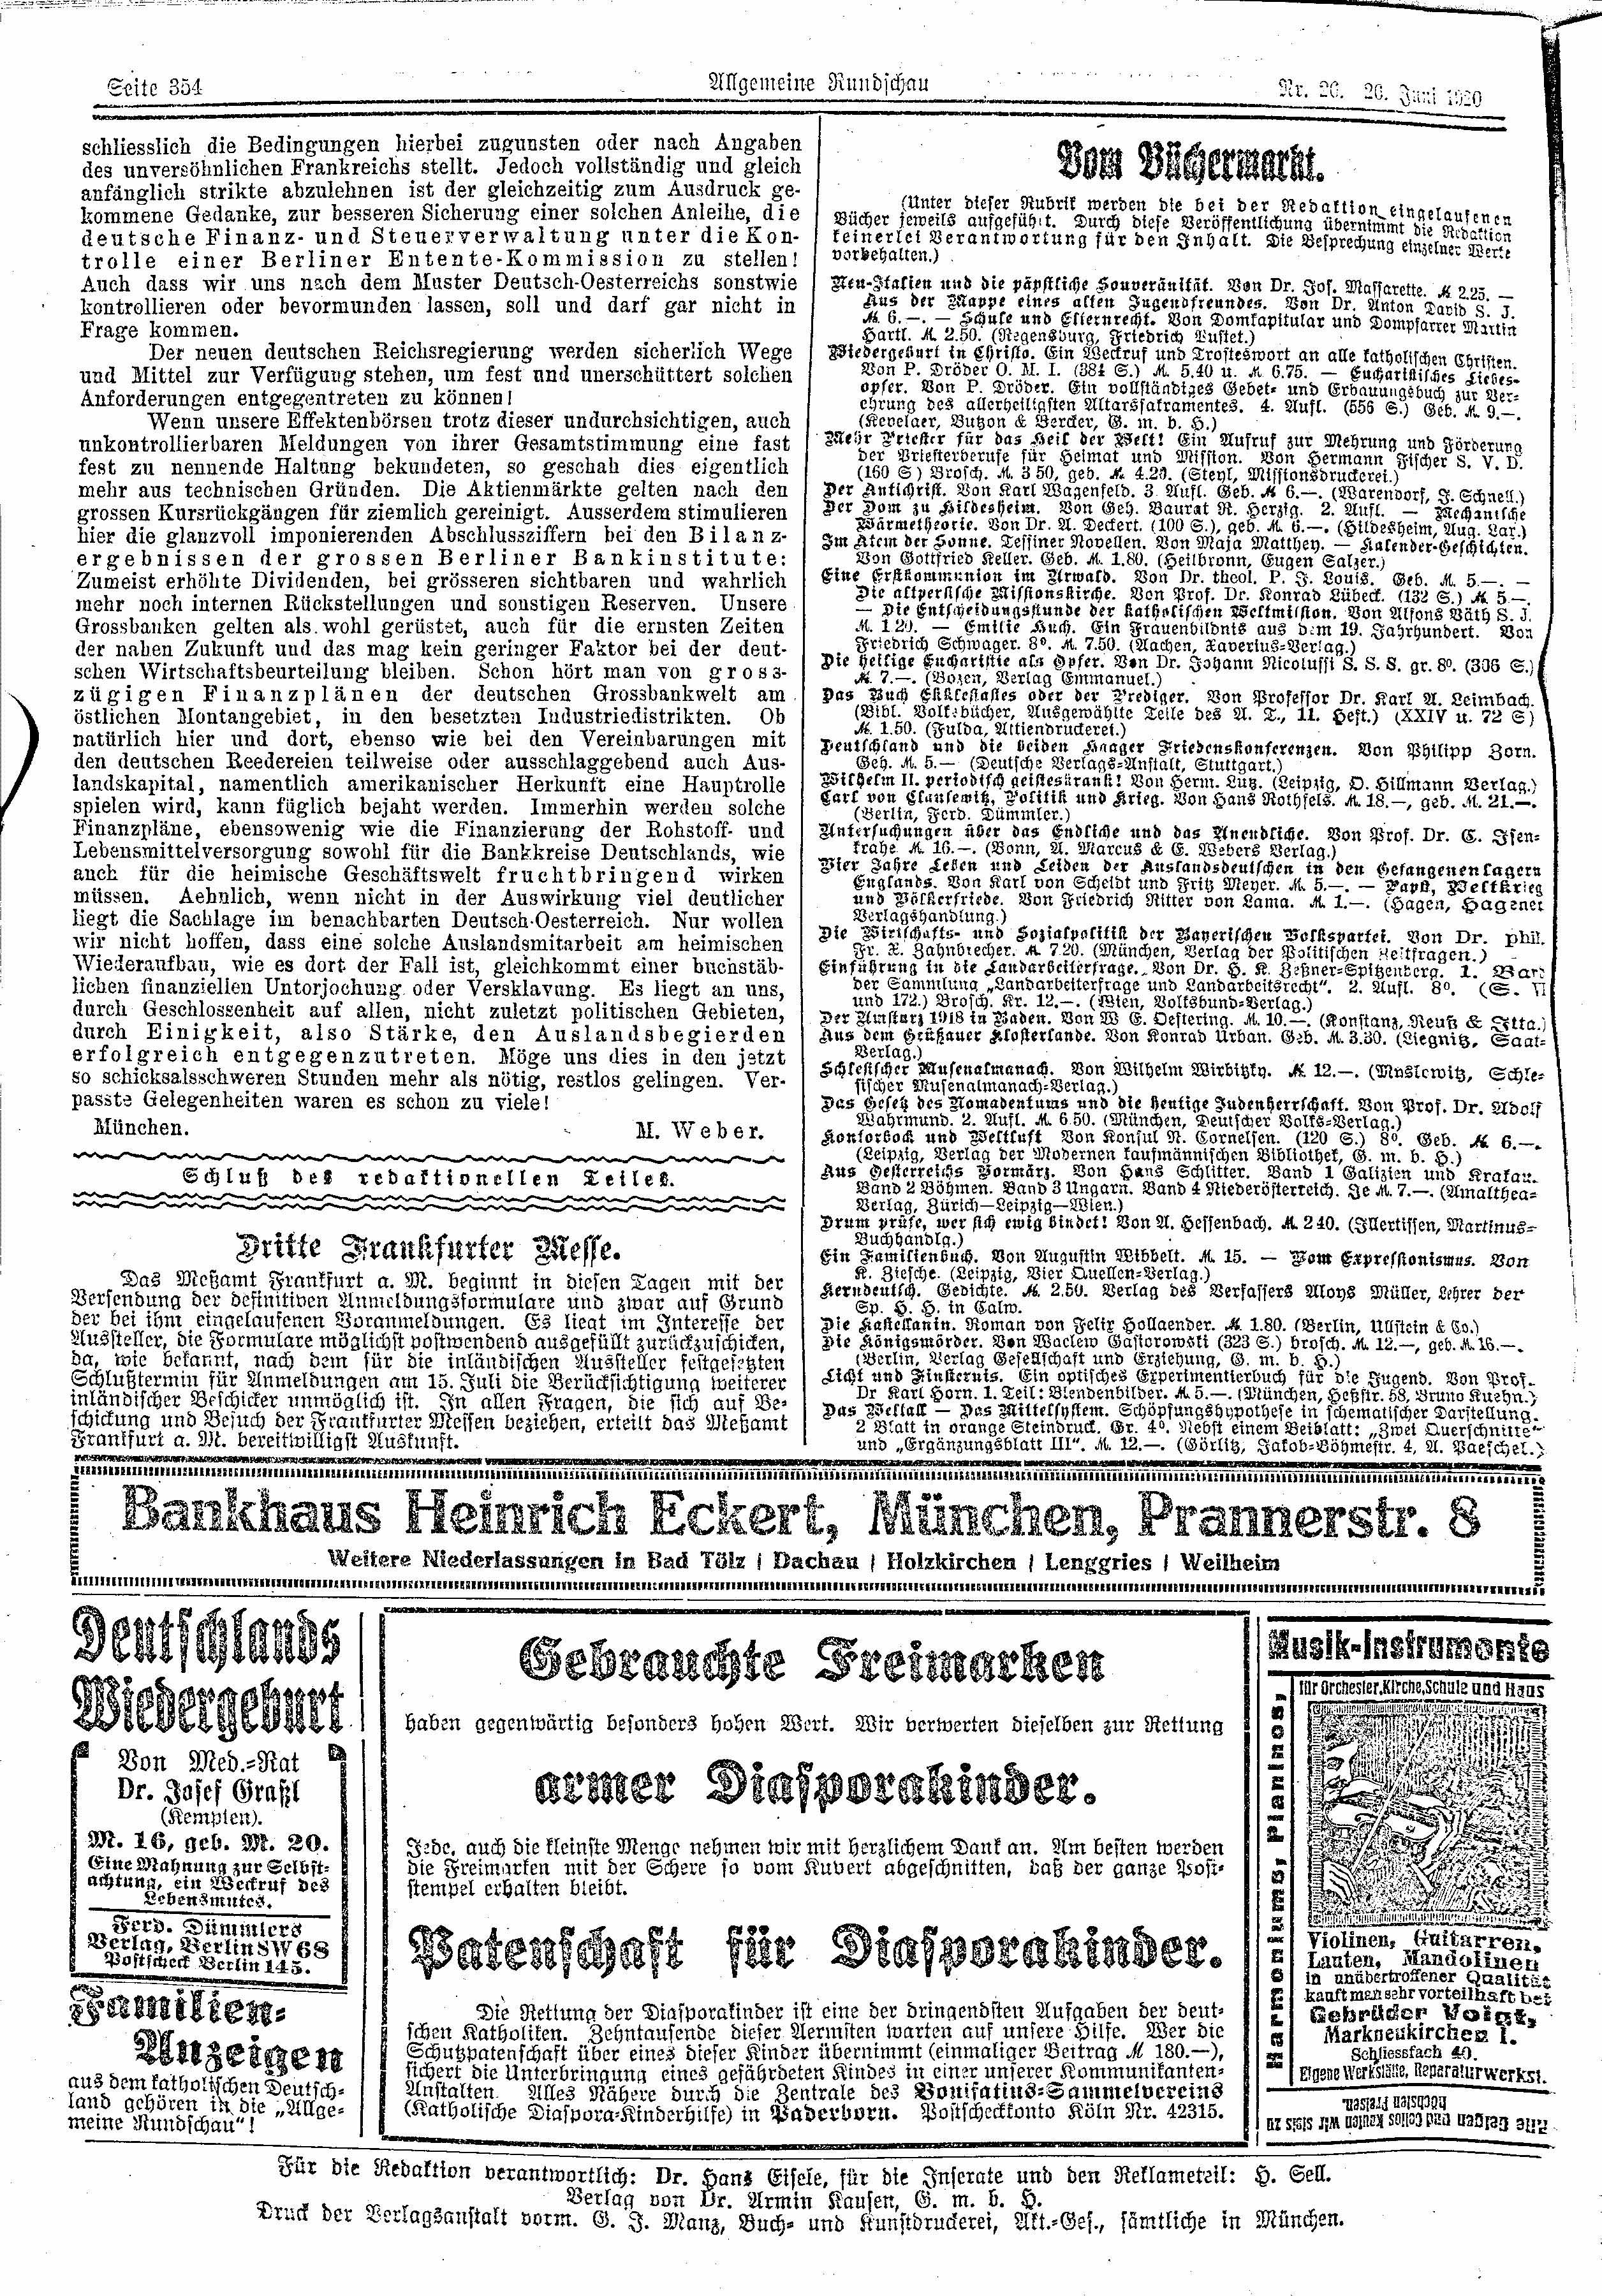 Seite 354
Allgemeine Rundschau
Nr. 26. 26. Juni 1920
schliesslich die Bedingungen hierbei zugunsten oder nach Angaben
des unversöhnlichen Frankreichs stellt. Jedoch vollständig und gleich
anfänglich strikte abzulehnen ist der gleichzeitig zum Ausdruck ge-
kommene Gedanke, zur besseren Sicherung einer solchen Anleihe, die
deutsche Finanz- und Steuerverwaltung unter die Kon-
trolle einer Berliner Entente-Kommission zu stellen!
Auch dass wir uns nach dem Muster Deutsch-Oesterreichs sonstwie
kontrollieren oder bevormunden lassen, soll und darf gar nicht in
Frage kommen.
Der neuen deutschen Reichsregierung werden sicherlich Wege
und Mittel zur Verfügung stehen, um fest und unerschüttert solchen
Anforderungen entgegentreten zu können!
Wenn unsere Effektenbörsen trotz dieser undurchsichtigen, auch
unkontrollierbaren Meldungen von ihrer Gesamtstimmung eine fast
fest zu nennende Haltung bekundeten, so geschah dies eigentlich
mehr aus technischen Gründen. Die Aktienmärkte gelten nach den
grossen Kursrückgängen für ziemlich gereinigt. Ausserdem stimulieren
hier die glanzvoll imponierenden Abschlussziffern bei den Bilanz-
ergebnissen der grossen Berliner Bankinstitute:
Zumeist erhöhte Dividenden, bei grösseren sichtbaren und wahrlich
mehr noch internen Rückstellungen und sonstigen Reserven. Unsere
Grossbanken gelten als wohl gerüstet, auch für die ernsten Zeiten
der nahen Zukunft und das mag kein geringer Faktor bei der deut-
schen Wirtschaftsbeurteilung bleiben. Schon hört man von gross-
zügigen Finanzplänen der deutschen Grossbankwelt am
östlichen Montangebiet, in den besetzten Industriedistrikten. Ob
natürlich hier und dort, ebenso wie bei den Vereinbarungen mit
den deutschen Reedereien teilweise oder ausschlaggebend auch Aus-
landskapital, namentlich amerikanischer Herkunft eine Hauptrolle
spielen wird, kann füglich bejaht werden. Immerhin werden solche
Finanzpläne, ebensowenig wie die Finanzierung der Rohstoff- und
Lebensmittelversorgung sowohl für die Bankkreise Deutschlands, wie
auch für die heimische Geschäftswelt fruchtbringend wirken
müssen. Aehnlich, wenn nicht in der Auswirkung viel deutlicher
liegt die Sachlage im benachbarten Deutsch-Oesterreich. Nur wollen
wir nicht hoffen, dass eine solche Auslandsmitarbeit am heimischen
Wiederaufbau, wie es dort der Fall ist, gleichkommt einer buchstäb-
lichen finanziellen Unterjochung oder Versklavung. Es liegt an uns,
durch Geschlossenheit auf allen, nicht zuletzt politischen Gebieten,
durch Einigkeit, also Stärke, den Auslandsbegierden
erfolgreich entgegenzutreten. Möge uns dies in den jetzt
so schicksalsschweren Stunden mehr als nötig, restlos gelingen. Ver-
passte Gelegenheiten waren es schon zu viele!
München. M. Weber.
Schluß des redaktionellen Teiles.
Dritte Frankfurter Messe.
Das Meßamt Frankfurt a. M. beginnt in diesen Tagen mit der
Versendung der definitiven Anmeldungsformulare und zwar auf Grund
der bei ihm eingelaufenen Voranmeldungen. Es liegt im Interesse der
Aussteller, die Formulare möglichst postwendend ausgefüllt zurückzuschicken,
da, wie bekannt, nach dem für die inländischen Aussteller festgesetzten
Schlußtermin für Anmeldungen am 15. Juli die Berücksichtigung weiterer
inländischer Beschicker unmöglich ist. In allen Fragen, die sich auf Be-
schickung und Besuch der Frankfurter Messen beziehen, erteilt das Meßamt
Frankfurt a. M. bereitwilligst Auskunft.
Vom Büchermarkt.
(Unter dieser Rubrik werden die bei der Redaktion eingelaufenen
Bücher jeweils aufgeführt. Durch diese Veröffentlichung übernimmt die Redaktion
keinerlei Verantwortung für den Inhalt. Die Besprechung einzelner Werke
vorbehalten.)
Neu-Italien und die päpstliche Souveränität. Von Dr. Jos. Massarette. M 2.25. —
Aus der Mappe eines alten Jugendfreundes. Von Dr. Anton David S. J.
M. 6.—. — Schule und Elternrecht. Von Domkapitular und Dompfarrer Martin
Hartl. M. 2.50. (Regensburg, Friedrich Pustet.)
Wiedergeburt in Christo. Ein Weckruf und Trosteswort an alle katholischen Christen.
Von P. Dröder O. M. I. (384 S.) M. 5.40 u. M. 6.75. — Eucharistisches Liebes-
opfer. Von P. Dröder. Ein vollständiges Gebet- und Erbauungsbuch zur Ver-
ehrung des allerheiligsten Altarssakramentes. 4. Aufl. (556 S.) Geb. M. 9.—.
(Kevelaer, Butzon & Bercker, G. m. b. H.)
Mehr Priester für das Heil der Welt! Ein Aufruf zur Mehrung und Förderung
der Priesterberufe für Heimat und Mission. Von Hermann Fischer S. V. D.
(160 S) Brosch. M. 3 50, geb. M. 4.20. (Steyl, Missionsdruckerei.)
Der Antichrist. Von Karl Wagenfeld. 3 Aufl. Geb. M 6.—. (Warendorf, J. Schnell.)
Der Dom zu Hildesheim. Von Geh. Baurat R. Herzig. 2. Aufl. — Mechanische
Wärmetheorie. Von Dr. A. Deckert. (100 S.), geb. M. 6.—. (Hildesheim, Aug. Lax.)
Im Atem der Sonne. Tessiner Novellen. Von Maja Matthey. — Kalender-Geschichten.
Von Gottfried Keller. Geb. M. 1.80. (Heilbronn, Eugen Salzer.)
Eine Erstkommunion im Urwald. Von Dr. theol. P. J. Louis. Geb. M. 5.—. —
Die altpersische Missionskirche. Von Prof. Dr. Konrad Lübeck. (132 S.) M. 5.—.
— Die Entscheidungsstunde der katholischen Weltmission. Von Alfons Väth S. J.
M. 1.20. — Emilie Huch. Ein Frauenbildnis aus dem 19. Jahrhundert. Von
Friedrich Schwager. 8º. M. 7.50. (Aachen, Xaverius-Verlag.)
Die heilige Eucharistie als Opfer. Von Dr. Johann Nicolussi S. S. S. gr. 8º. (306 S.)
M. 7.—. (Bozen, Verlag Emmanuel.)
Das Buch Ekklesiastes oder der Prediger. Von Professor Dr. Karl A. Leimbach.
(Bibl. Volksbücher, Ausgewählte Teile des A. T., 11. Heft.) (XXIV u. 72 S)
M. 1.50. (Fulda, Aktiendruckerei.)
Deutschland und die beiden Haager Friedenskonferenzen. Von Philipp Zorn.
Geh. M. 5.— (Deutsche Verlags-Anstalt, Stuttgart.)
Wilhelm II. periodisch geisteskrank! Von Herm. Lutz. (Leipzig, O. Hillmann Verlag.)
Carl von Clausewitz, Politik und Krieg. Von Hans Rothfels. M. 18.—, geb. M. 21.—.
(Berlin, Ferd. Dümmler.)
Untersuchungen über das Endliche und das Unendliche. Von Prof. Dr. C. Isen-
krahe M. 16.—. (Bonn, A. Marcus & E. Webers Verlag.)
Vier Jahre Leben und Leiden der Auslandsdeutschen in den Gefangenenlagern
Englands. Von Karl von Scheidt und Fritz Meyer. M. 5.—. — Papst, Weltkrieg
und Völkerfriede. Von Friedrich Ritter von Lama. M. 1.—. (Hagen, Hagener
Verlagshandlung.)
Die Wirtschafts- und Sozialpolitik der Bayerischen Volkspartei. Von Dr. phil.
Fr. X. Zahnbrecher. M 7.20. (München, Verlag der Politischen Zeitfragen.)
Einführung in die Landarbeiterfrage. Von Dr. H. K. Zeßner-Spitzenberg. 1. Band
der Sammlung „Landarbeiterfrage und Landarbeitsrecht". 2. Aufl. 8º. (S. VI
und 172.) Brosch. Kr. 12.—. (Wien, Volksbund-Verlag.)
Der Umsturz 1918 in Baden. Von W E. Oeftering. M. 10.—. (Konstanz, Reuß & Itta.)
Aus dem Grüßauer Klosterlande. Von Konrad Urban. Geb. M. 3.30. (Liegnitz, Saat-
Verlag.)
Schlesischer Musenalmanach. Von Wilhelm Wirbitzky. M. 12.—. (Myslowitz, Schle-
sischer Musenalmanach-Verlag.)
Das Gesetz des Nomadentums und die heutige Judenherrschaft. Von Prof. Dr. Adolf
Wahrmund. 2. Aufl. M. 6 50. (München, Deutscher Volks-Verlag.)
Kontorbock und Weltluft Von Konsul N. Cornelsen. (120 S.) 8º. Geb. M. 6.—.
(Leipzig, Verlag der Modernen kaufmännischen Bibliothek, G. m. b. H.)
Aus Oesterreichs Vormärz. Von Hans Schlitter. Band 1 Galizien und Krakau.
Band 2 Böhmen. Band 3 Ungarn. Band 4 Niederösterreich. Je M. 7.—. (Amalthea-
Verlag, Zürich—Leipzig—Wien.)
Drum prüfe, wer sich ewig bindet! Von A. Hessenbach. M. 2 40. (Illertissen, Martinus-
Buchhandlg.)
Ein Familienbuch. Von Augustin Wibbelt. M. 15. — Vom Expressionismus. Von
K. Ziesche. (Leipzig, Vier Quellen-Verlag.)
Kerndeutsch. Gedichte. M. 2.50. Verlag des Verfassers Aloys Müller, Lehrer der
Sp. H. H. in Calw.
Die Kastellanin. Roman von Felix Hollaender. M. 1.80. (Berlin, Ullstein & Co.)
Die Königsmörder. Von Waclew Gastorowski (323 S.) brosch. M. 12.—, geb. M. 16.—.
(Berlin, Verlag Gesellschaft und Erziehung, G. m. b. H.)
Licht und Finsternis. Ein optisches Experimentierbuch für die Jugend. Von Prof.
Dr Karl Horn. 1. Teil: Blendenbilder. M. 5.—. (München, Heßstr. 58, Bruno Kuehn.)
Das Weltall — Das Mittelsystem. Schöpfungshypothese in schematischer Darstellung.
2 Blatt in orange Steindruck. Gr. 4º. Nebst einem Beiblatt: „Zwei Querschnitte"
und „Ergänzungsblatt III". M. 12.—. (Görlitz, Jakob-Böhmestr. 4, A. Paeschel.)
Bankhaus Heinrich Eckert, München, Prannerstr. 8
Weitere Niederlassungen in Bad Tölz / Dachau / Holzkirchen / Lenggries / Weilheim
Deutschlands
Wiedergeburt
Von Med.-Rat
Dr. Josef Graßl
(Kempten).
M. 16, geb. M. 20.
Eine Mahnung zur Selbst-
achtung, ein Weckruf des
Lebensmutes.
Ferd. Dümmlers
Verlag, Berlin SW 68
Postscheck Berlin 145.
Familien-
Anzeigen
aus dem katholischen Deutsch-
land gehören in die „Allge-
meine Rundschau"!
Gebrauchte Freimarken
haben gegenwärtig besonders hohen Wert. Wir verwerten dieselben zur Rettung
armer Diasporakinder.
Jede, auch die kleinste Menge nehmen wir mit herzlichem Dank an. Am besten werden
die Freimarken mit der Schere so vom Kuvert abgeschnitten, daß der ganze Post-
stempel erhalten bleibt.
Patenschaft für Diasporakinder.
Die Rettung der Diasporakinder ist eine der dringendsten Aufgaben der deut-
schen Katholiken. Zehntausende dieser Aermsten warten auf unsere Hilfe. Wer die
Schutzpatenschaft über eines dieser Kinder übernimmt (einmaliger Beitrag M 180.—),
sichert die Unterbringung eines gefährdeten Kindes in einer unserer Kommunikanten-
Anstalten. Alles Nähere durch die Zentrale des Bonifatius-Sammelvereins
(Katholische Diaspora-Kinderhilfe) in Paderborn. Postscheckkonto Köln Nr. 42315.
Musik-Instrumente
für Orchester, Kirche, Schule und Haus
Harmoniums, Pianinos,
Violinen, Guitarren,
Lauten, Mandolinen
in unübertroffener Qualität
kauft man sehr vorteilhaft bei
Gebrüder Voigt,
Markneukirchen I.
Schliessfach 40.
Eigene Werkstätte, Reparaturwerkst.
Alte Geigen und Cellos kaufen wir stets zu
höchsten Preisen.
Für die Redaktion verantwortlich: Dr. Hans Eisele, für die Inserate und den Reklameteil: H. Sell.
Verlag von Dr. Armin Kausen, G. m. b. H.
Druck der Verlagsanstalt vorm. G. J. Manz, Buch- und Kunstdruckerei, Akt.-Ges., sämtliche in München.